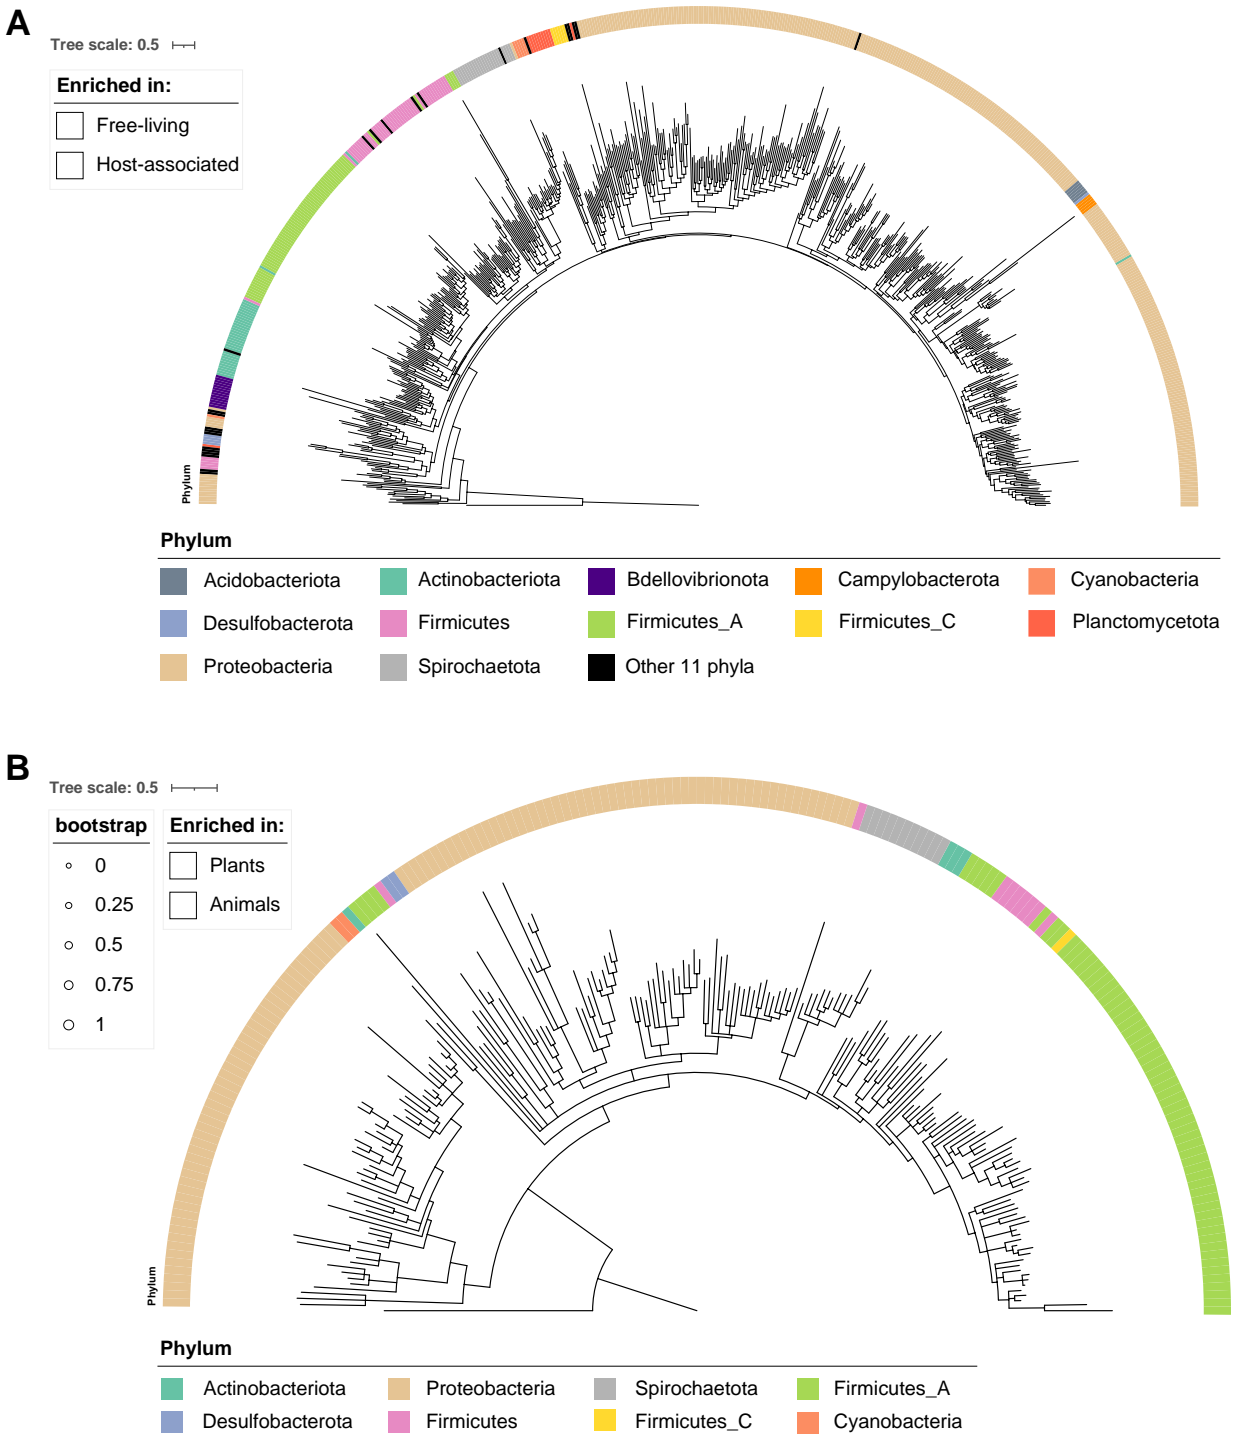 A
Tree scale: 0.5
Enriched in:
Free-living
Host-associated
Phylum
Phylum
Acidobacteriota
Actinobacteriota
Bdellovibrionota
Campylobacterota
Cyanobacteria
Desulfobacterota
Firmicutes
Firmicutes_A
Firmicutes_C
Planctomycetota
Proteobacteria
Spirochaetota
Other 11 phyla
B
Tree scale: 0.5
bootstrap
0
0.25
0.5
0.75
1
Enriched in:
Plants
Animals
Phylum
Phylum
Actinobacteriota
Proteobacteria
Spirochaetota
Firmicutes_A
Desulfobacterota
Firmicutes
Firmicutes_C
Cyanobacteria